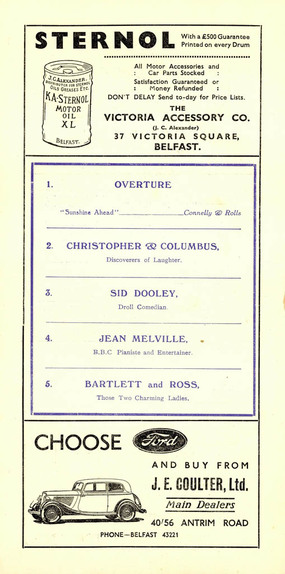 STERNOL
With a £500 Guarantee
Printed on every Drum
J.C. ALEXANDER,
OILS GREASES ETC.
K.A-STERNOL
MOTOR
OIL
XL
BELFAST.
All Motor Accessories and
: Car Parts Stocked :
Satisfaction Guaranteed or
: Money Refunded :
DON'T DELAY Send to-day for Price Lists.
THE
VICTORIA ACCESSORY CO.
(J. C. Alexander)
37 VICTORIA SQUARE,
BELFAST.
1. OVERTURE
"Sunshine Ahead" Connelly & Rolls
2. CHRISTOPHER & COLUMBUS,
Discoverers of Laughter.
3. SID DOOLEY,
Droll Comedian.
4. JEAN MELVILLE,
B.B.C Pianiste and Entertainer.
5. BARTLETT and ROSS,
Those Two Charming Ladies.
CHOOSE Ford
AND BUY FROM
J. E. COULTER, Ltd.
Main Dealers
40/56 ANTRIM ROAD
PHONE—BELFAST 43221